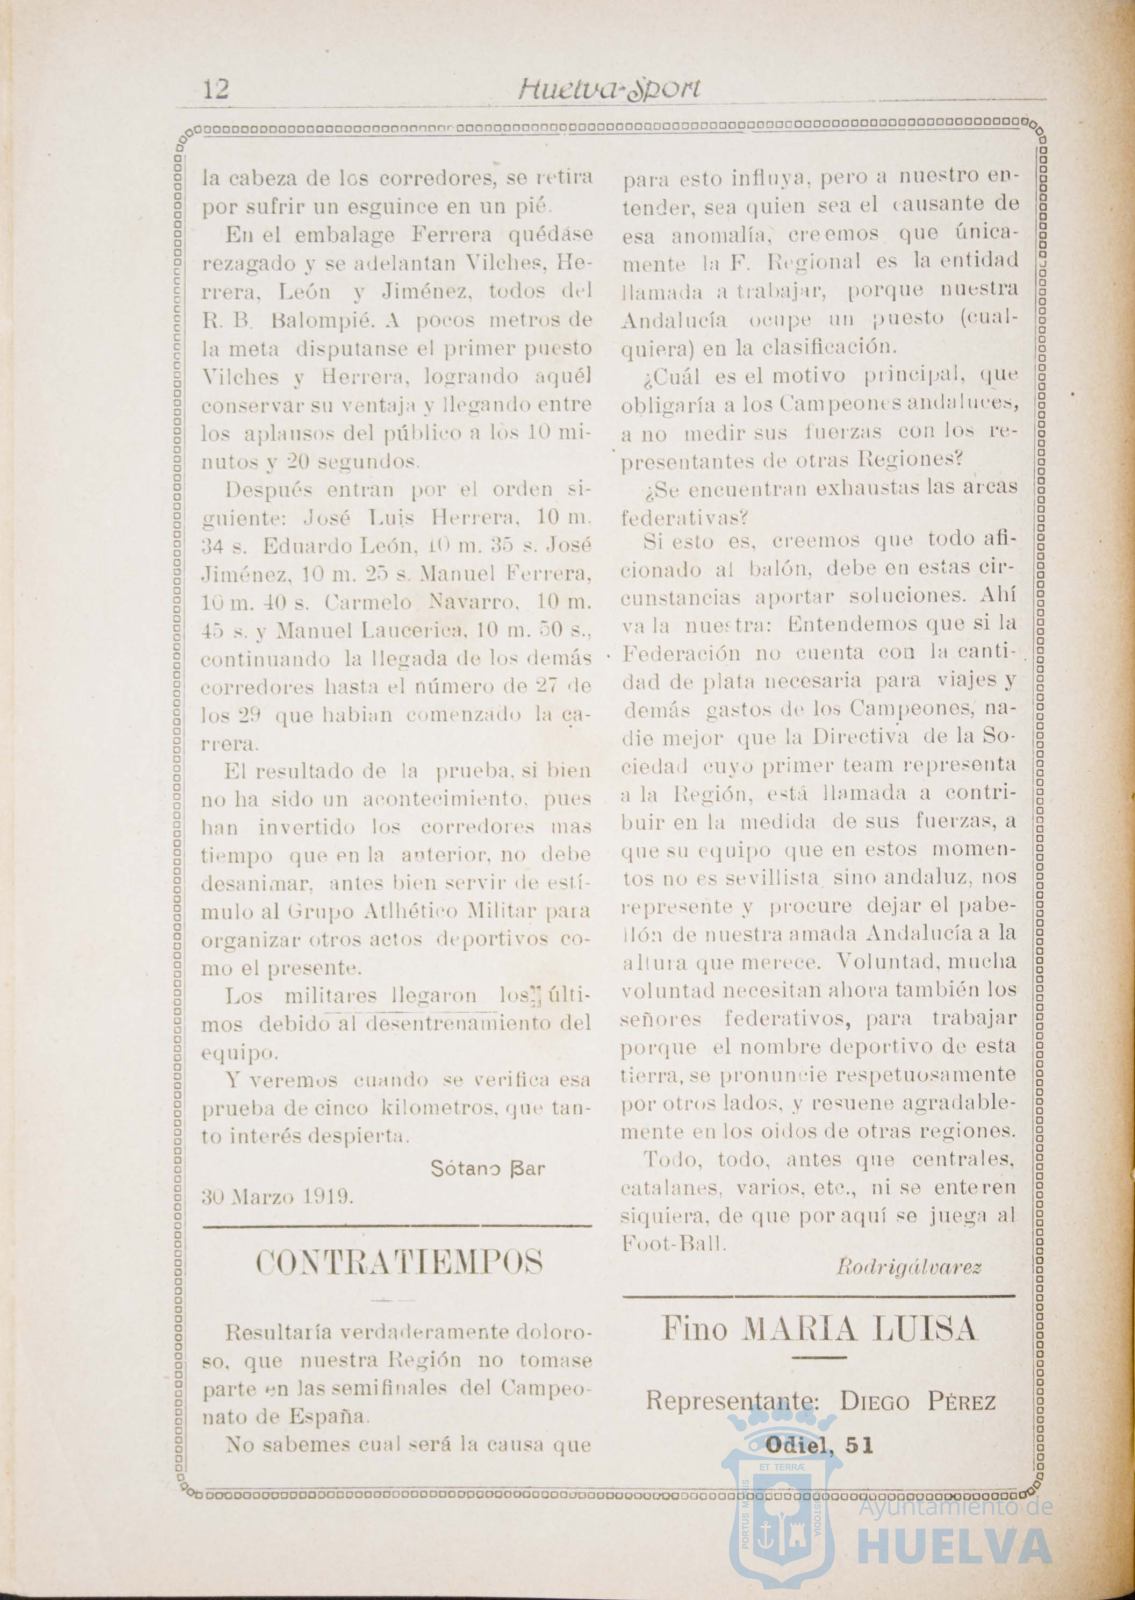 12
Huelva-Sport
la cabeza de los corredores, se retira
por sufrir un esguince en un pié.
En el embalage Ferrera quédase
rezagado y se adelantan Vilches, He-
rrera, León y Jiménez, todos del
R. B. Balompié. A pocos metros de
la meta disputanse el primer puesto
Vilches y Herrera, logrando aquél
conservar su ventaja y llegando entre
los aplausos del público a los 10 mi-
nutos y 20 segundos.
Después entran por el orden si-
guiente: José Luis Herrera, 10 m.
34 s. Eduardo León, 10 m. 35 s. José
Jiménez, 10 m. 25 s. Manuel Ferrera,
10 m. 40 s. Carmelo Navarro, 10 m.
45 s. y Manuel Laucerica, 10 m. 50 s.,
continuando la llegada de los demás
corredores hasta el número de 27 de
los 29 que habian comenzado la ca-
rrera.
El resultado de la prueba, si bien
no ha sido un acontecimiento, pues
han invertido los corredores mas
tiempo que en la anterior, no debe
desanimar, antes bien servir de estí-
mulo al Grupo Atlhético Militar para
organizar otros actos deportivos co-
mo el presente.
Los militares llegaron los últi-
mos debido al desentrenamiento del
equipo.
Y veremos cuando se verifica esa
prueba de cinco kilometros, que tan-
to interés despierta.
Sótano Bar
30 Marzo 1919.
CONTRATIEMPOS
Resultaría verdaderamente doloro-
so, que nuestra Región no tomase
parte en las semifinales del Campeo-
nato de España.
No sabemos cual será la causa que
para esto influya, pero a nuestro en-
tender, sea quien sea el causante de
esa anomalía, creemos que única-
mente la F. Regional es la entidad
llamada a trabajar, porque nuestra
Andalucía ocupe un puesto (cual-
quiera) en la clasificación.
¿Cuál es el motivo principal, que
obligaría a los Campeones andaluces,
a no medir sus fuerzas con los re-
presentantes de otras Regiones?
¿Se encuentran exhaustas las arcas
federativas?
Si esto es, creemos que todo afi-
cionado al balón, debe en estas cir-
cunstancias aportar soluciones. Ahí
va la nuestra: Entendemos que si la
Federación no cuenta con la canti-
dad de plata necesaria para viajes y
demás gastos de los Campeones, na-
die mejor que la Directiva de la So-
ciedad cuyo primer team representa
a la Región, está llamada a contri-
buir en la medida de sus fuerzas, a
que su equipo que en estos momen-
tos no es sevillista sino andaluz, nos
represente y procure dejar el pabe-
llón de nuestra amada Andalucía a la
altura que merece. Voluntad, mucha
voluntad necesitan ahora también los
señores federativos, para trabajar
porque el nombre deportivo de esta
tierra, se pronuncie respetuosamente
por otros lados, y resuene agradable-
mente en los oidos de otras regiones.
Todo, todo, antes que centrales,
catalanes, varios, etc., ni se enteren
siquiera, de que por aquí se juega al
Foot-Ball.
Rodrigálvarez
Fino MARIA LUISA
Representante: DIEGO PÉREZ
Odiel, 51
PORTUS MARIS
ET TERRÆ
CUSTODIA
Ayuntamiento de
HUELVA